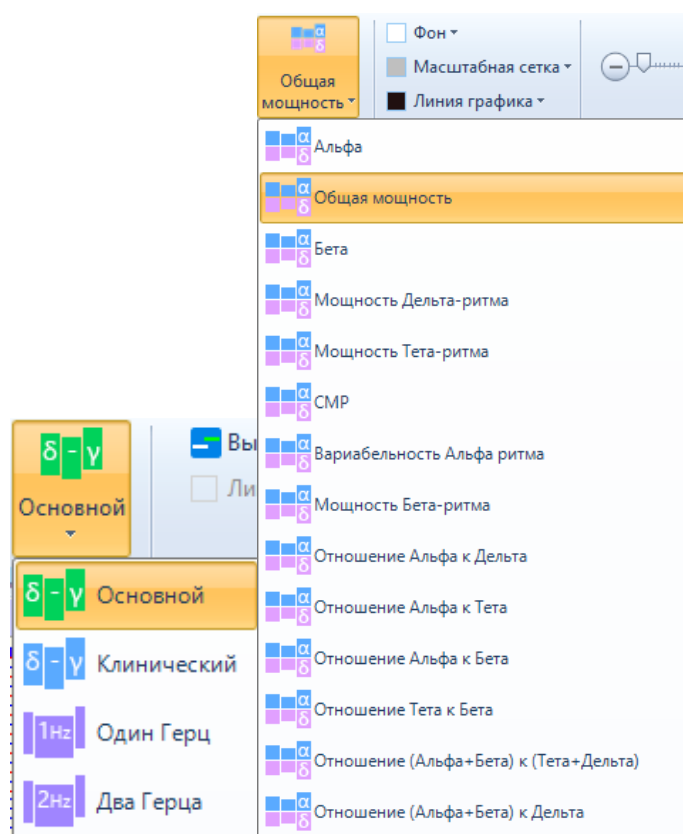 Общая
мощность
Фон
Масштабная сетка
Линия графика
α
δ
Альфа
α
δ
Общая мощность
α
δ
Бета
α
δ
Мощность Дельта-ритма
α
δ
Мощность Тета-ритма
α
δ
СМР
α
δ
Вариабельность Альфа ритма
α
δ
Мощность Бета-ритма
α
δ
Отношение Альфа к Дельта
α
δ
Отношение Альфа к Тета
α
δ
Отношение Альфа к Бета
α
δ
Отношение Тета к Бета
α
δ
Отношение (Альфа+Бета) к (Тета+Дельта)
α
δ
Отношение (Альфа+Бета) к Дельта
δ - γ
Основной
Вы
Ли
δ - γ Основной
δ - γ Клинический
1Hz Один Герц
2Hz Два Герца